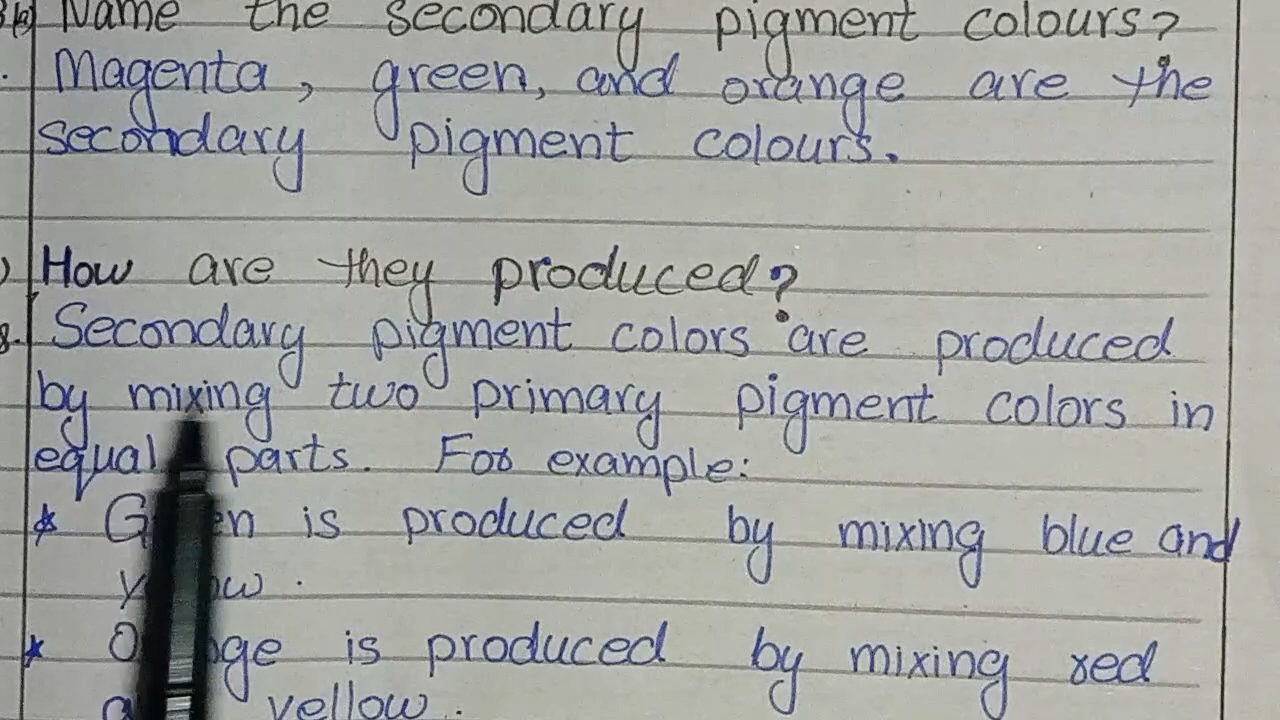 Name the secondary pigment colours?
Magenta, green, and orange are the
secondary pigment colours.
) How are they produced?
Secondary pigment colors are produced
by mixing two primary pigment colors in
equal parts. For example:
* is produced by mixing blue and
* is produced by mixing red
yellow.